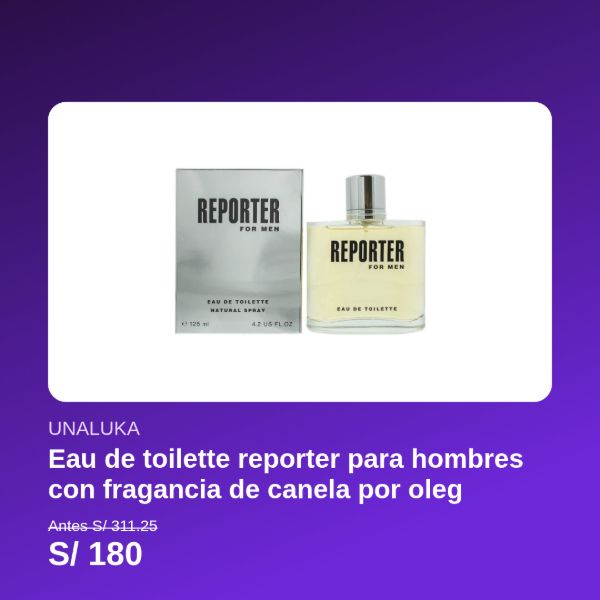 REPORTER
FOR MEN
EAU DE TOILETTE
NATURAL SPRAY
125 ml
4.2 US FL OZ
REPORTER
FOR MEN
EAU DE TOILETTE
UNALUKA
Eau de toilette reporter para hombres
con fragancia de canela por oleg
Antes S/ 311.25
S/ 180